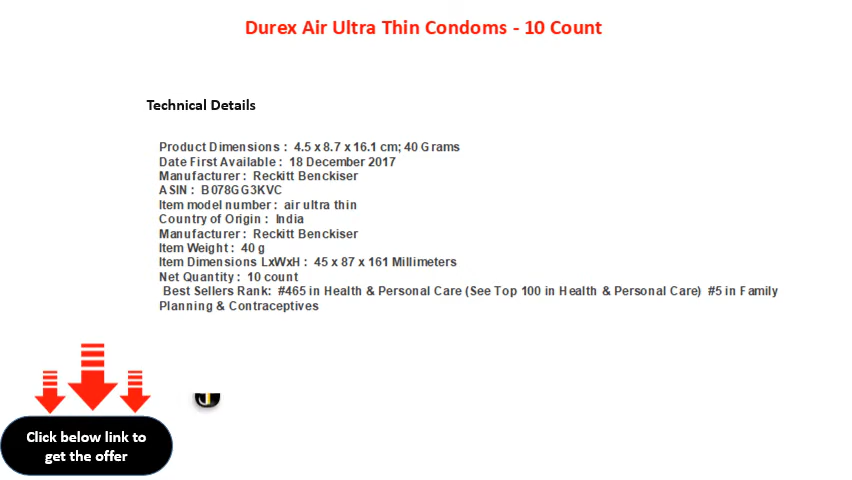 Durex Air Ultra Thin Condoms - 10 Count
Technical Details
Product Dimensions : 4.5 x 8.7 x 16.1 cm; 40 Grams
Date First Available : 18 December 2017
Manufacturer : Reckitt Benckiser
ASIN : B078GG3KVC
Item model number : air ultra thin
Country of Origin : India
Manufacturer : Reckitt Benckiser
Item Weight : 40 g
Item Dimensions LxWxH : 45 x 87 x 161 Millimeters
Net Quantity : 10 count
Best Sellers Rank: #465 in Health & Personal Care (See Top 100 in Health & Personal Care) #5 in Family
Planning & Contraceptives
Click below link to
get the offer